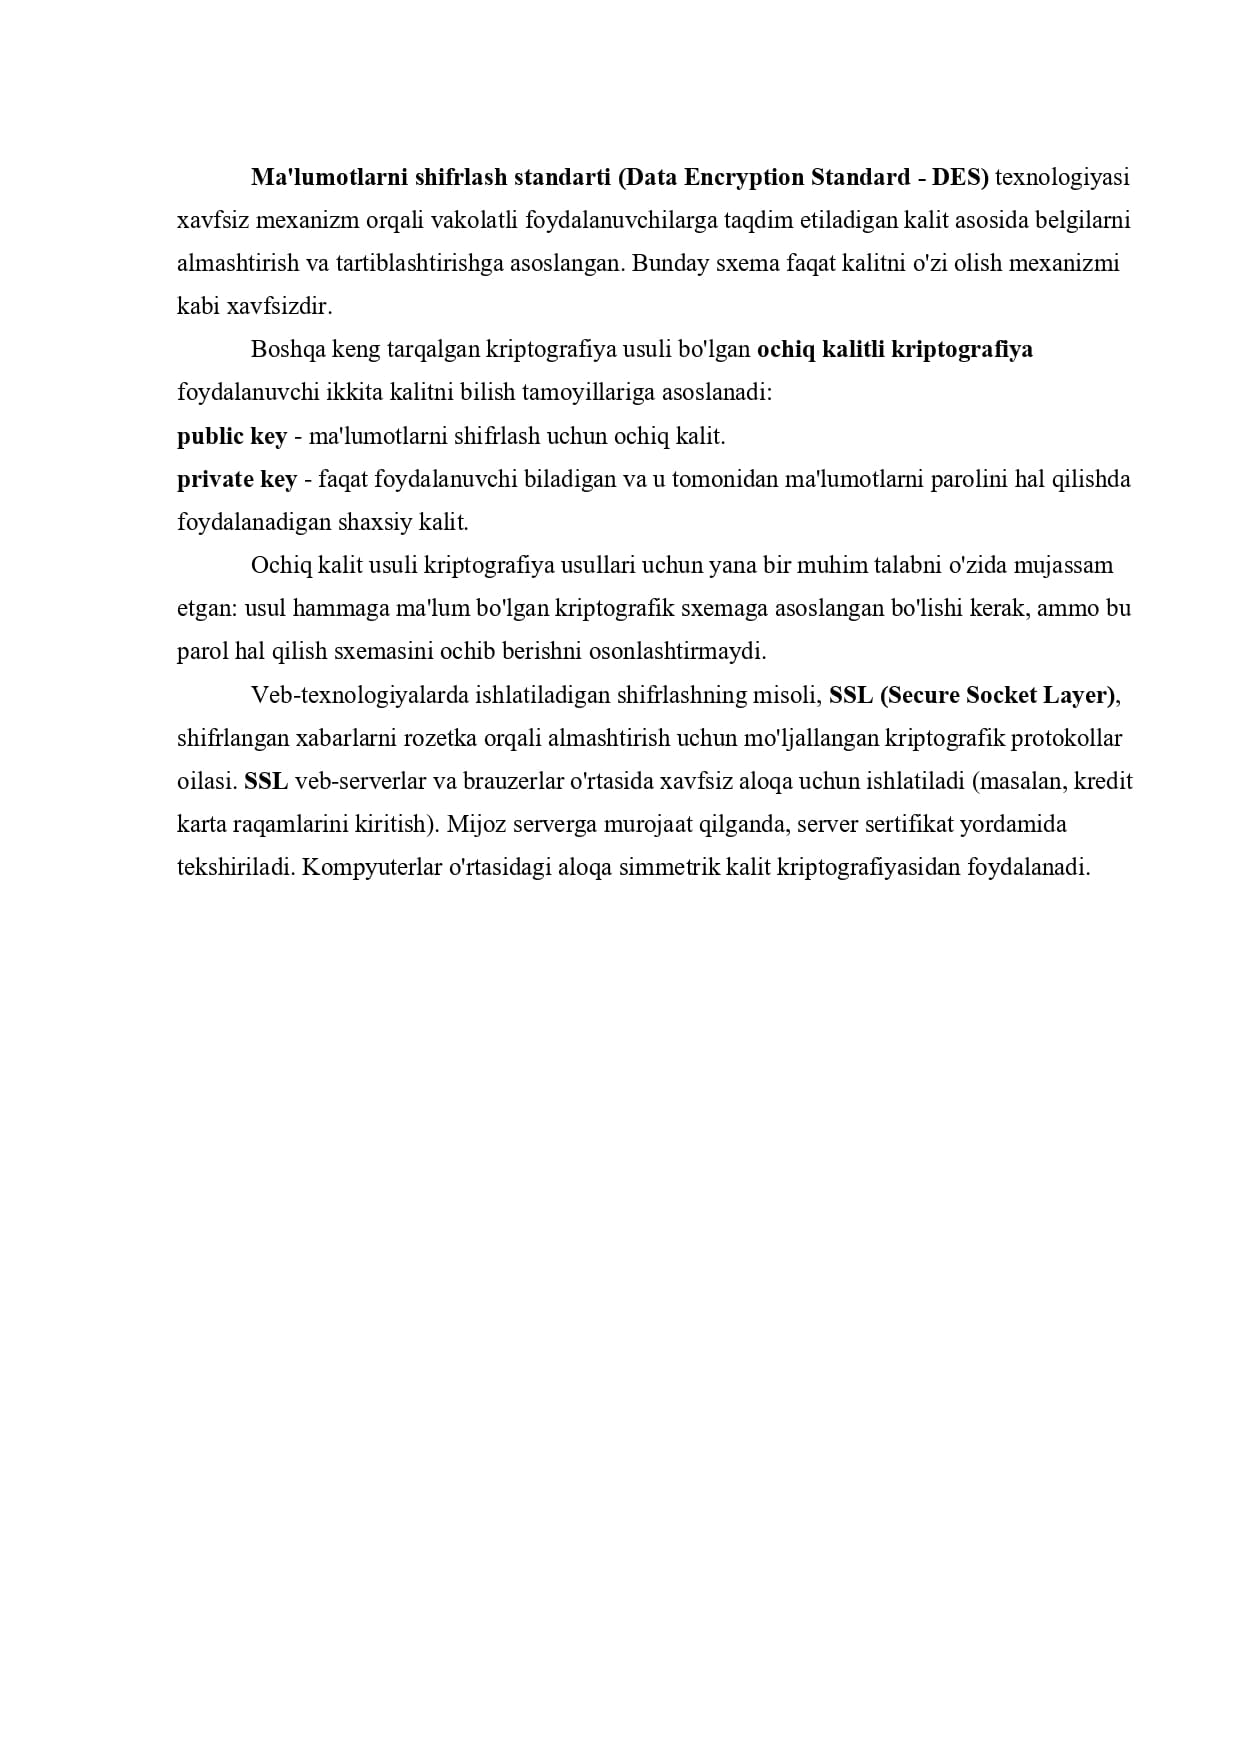 Ma'lumotlarni shifrlash standarti (Data Encryption Standard - DES) texnologiyasi
xavfsiz mexanizm orqali vakolatli foydalanuvchilarga taqdim etiladigan kalit asosida belgilarni
almashtirish va tartiblashtirishga asoslangan. Bunday sxema faqat kalitni o'zi olish mexanizmi
kabi xavfsizdir.
Boshqa keng tarqalgan kriptografiya usuli bo'lgan ochiq kalitli kriptografiya
foydalanuvchi ikkita kalitni bilish tamoyillariga asoslanadi:
public key - ma'lumotlarni shifrlash uchun ochiq kalit.
private key - faqat foydalanuvchi biladigan va u tomonidan ma'lumotlarni parolini hal qilishda
foydalanadigan shaxsiy kalit.
Ochiq kalit usuli kriptografiya usullari uchun yana bir muhim talabni o'zida mujassam
etgan: usul hammaga ma'lum bo'lgan kriptografik sxemaga asoslangan bo'lishi kerak, ammo bu
parol hal qilish sxemasini ochib berishni osonlashtirmaydi.
Veb-texnologiyalarda ishlatiladigan shifrlashning misoli, SSL (Secure Socket Layer),
shifrlangan xabarlarni rozetka orqali almashtirish uchun mo'ljallangan kriptografik protokollar
oilasi. SSL veb-serverlar va brauzerlar o'rtasida xavfsiz aloqa uchun ishlatiladi (masalan, kredit
karta raqamlarini kiritish). Mijoz serverga murojaat qilganda, server sertifikat yordamida
tekshiriladi. Kompyuterlar o'rtasidagi aloqa simmetrik kalit kriptografiyasidan foydalanadi.